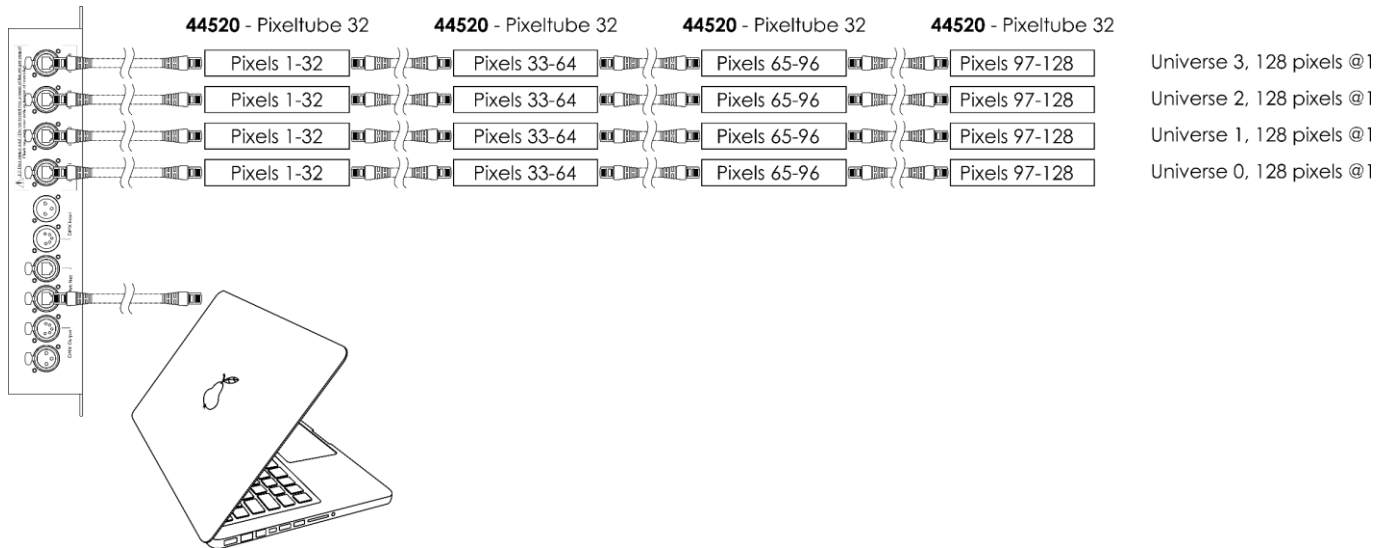 44520 - Pixeltube 32 44520 - Pixeltube 32 44520 - Pixeltube 32 44520 - Pixeltube 32
Pixels 1-32 Pixels 33-64 Pixels 65-96 Pixels 97-128 Universe 3, 128 pixels @1
Pixels 1-32 Pixels 33-64 Pixels 65-96 Pixels 97-128 Universe 2, 128 pixels @1
Pixels 1-32 Pixels 33-64 Pixels 65-96 Pixels 97-128 Universe 1, 128 pixels @1
Pixels 1-32 Pixels 33-64 Pixels 65-96 Pixels 97-128 Universe 0, 128 pixels @1
DMX Input
DMX Output